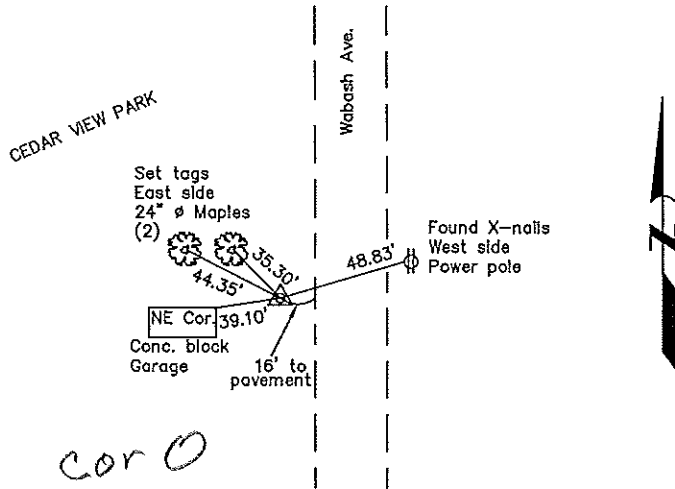 Wabash Ave.
CEDAR VIEW PARK
Set tags
East side
24" ø Maples
(2)
Found X-nails
West side
Power pole
35.30'
48.83'
44.35'
NE Cor.
39.10'
Conc. block
Garage
16' to
pavement
N
Cor O